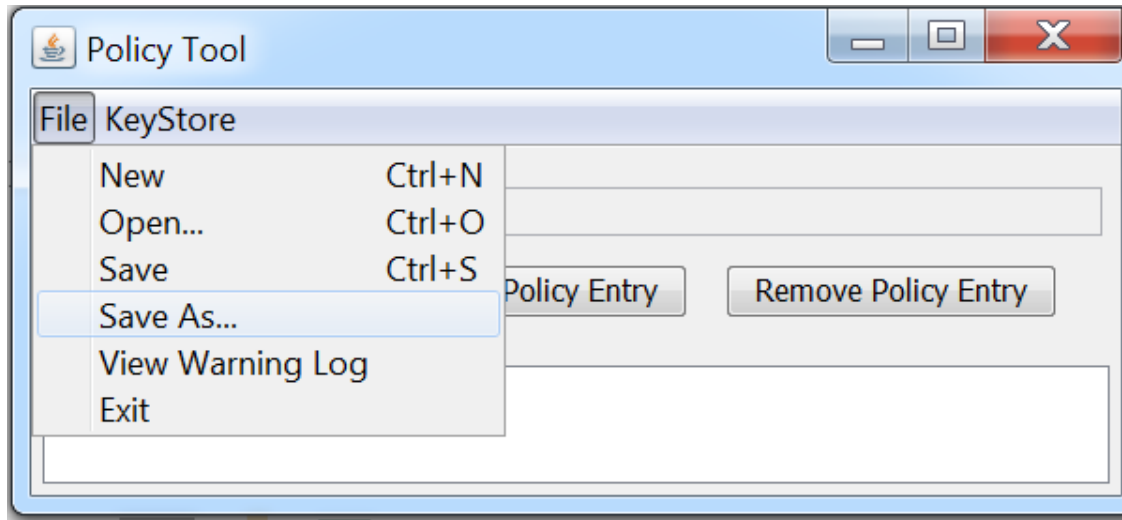 Policy Tool
File KeyStore
New Ctrl+N
Open... Ctrl+O
Save Ctrl+S
Policy Entry Remove Policy Entry
Save As...
View Warning Log
Exit